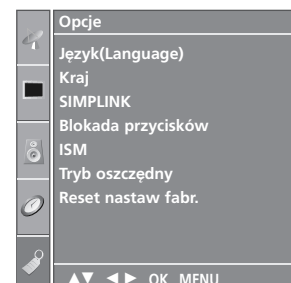 Opcje
Język(Language)
Kraj
SIMPLINK
Blokada przycisków
ISM
Tryb oszczędny
Reset nastaw fabr.
▲▼ ◄► OK MENU